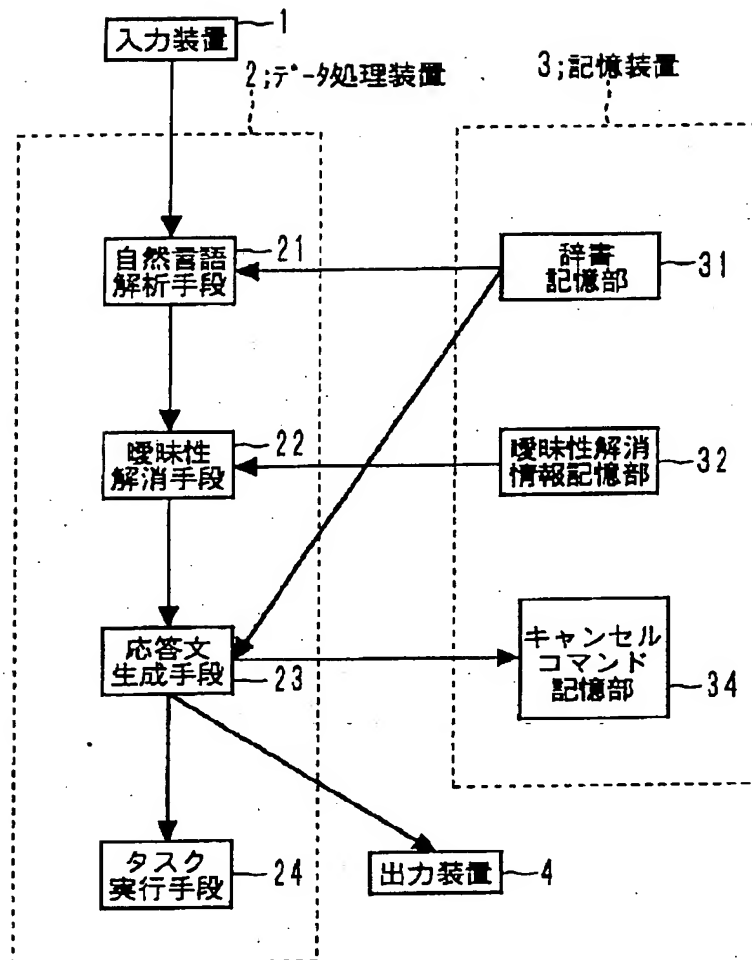 入力装置
1
2;データ処理装置
3;記憶装置
自然言語
解析手段
21
辞書
記憶部
31
曖昧性
解消手段
22
曖昧性解消
情報記憶部
32
応答文
生成手段
23
キャンセル
コマンド
記憶部
34
タスク
実行手段
24
出力装置
4